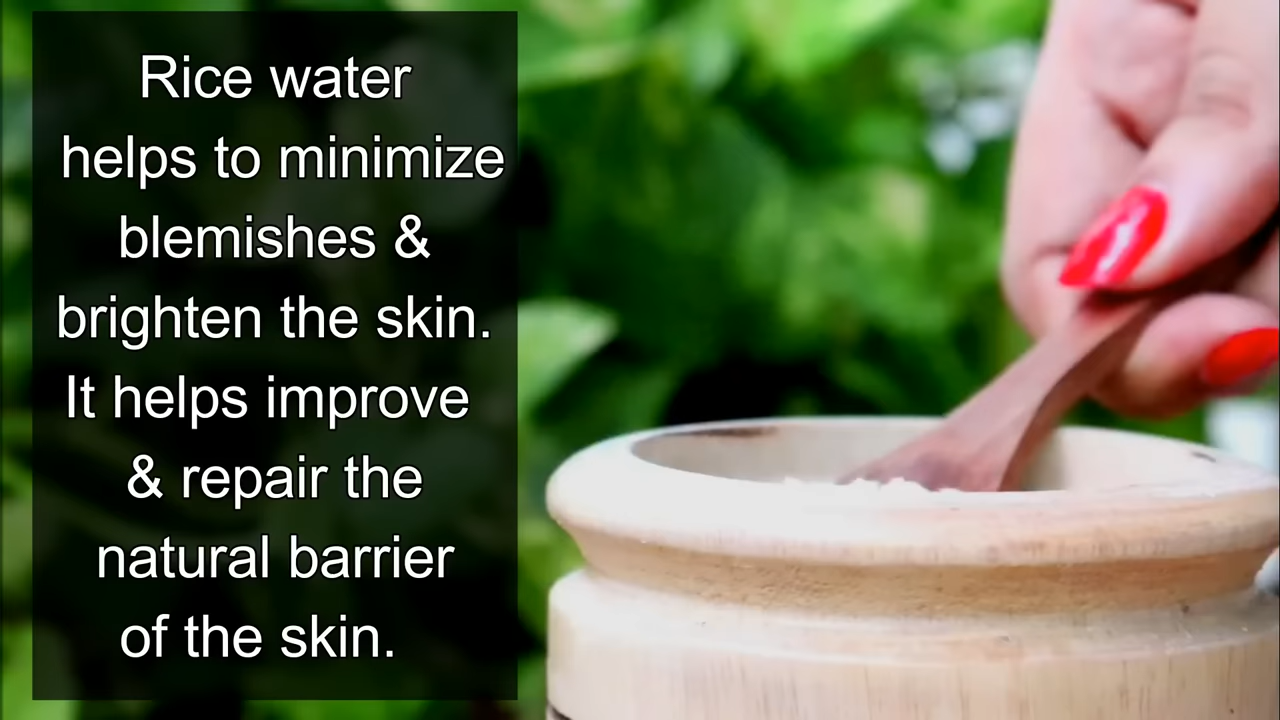 Rice water
helps to minimize
blemishes &
brighten the skin.
It helps improve
& repair the
natural barrier
of the skin.